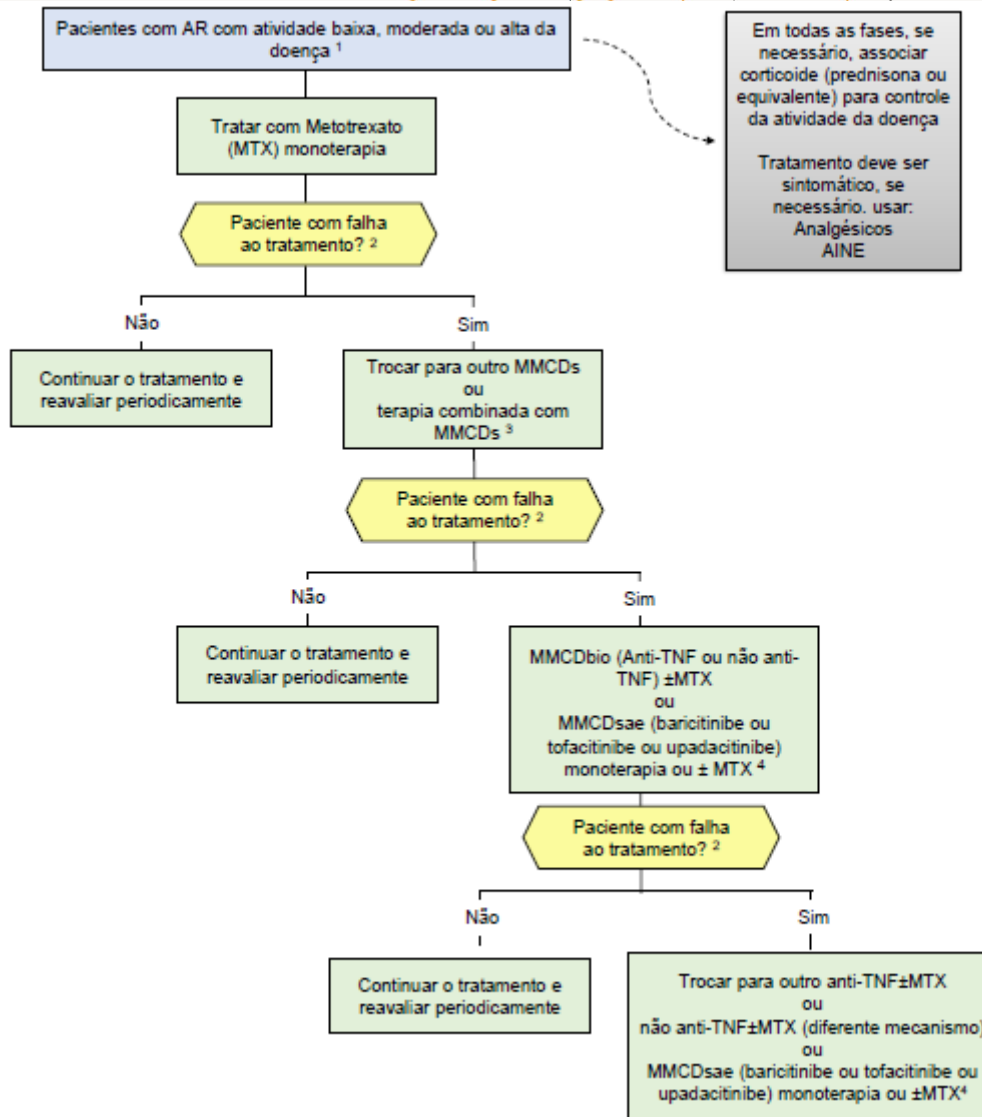 Pacientes com AR com atividade baixa, moderada ou alta da
doença ¹
Em todas as fases, se
necessário, associar
corticoide (prednisona ou
equivalente) para controle
da atividade da doença
Tratamento deve ser
sintomático, se
necessário. usar:
Analgésicos
AINE
Tratar com Metotrexato
(MTX) monoterapia
Paciente com falha
ao tratamento? ²
Não
Sim
Continuar o tratamento e
reavaliar periodicamente
Trocar para outro MMCDs
ou
terapia combinada com
MMCDs ³
Paciente com falha
ao tratamento? ²
Não
Sim
Continuar o tratamento e
reavaliar periodicamente
MMCDbio (Anti-TNF ou não anti-
TNF) ±MTX
ou
MMCDsae (baricitinibe ou
tofacitinibe ou upadacitinibe)
monoterapia ou ± MTX ⁴
Paciente com falha
ao tratamento? ²
Não
Sim
Continuar o tratamento e
reavaliar periodicamente
Trocar para outro anti-TNF±MTX
ou
não anti-TNF±MTX (diferente mecanismo)
ou
MMCDsae (baricitinibe ou tofacitinibe ou
upadacitinibe) monoterapia ou ±MTX⁴